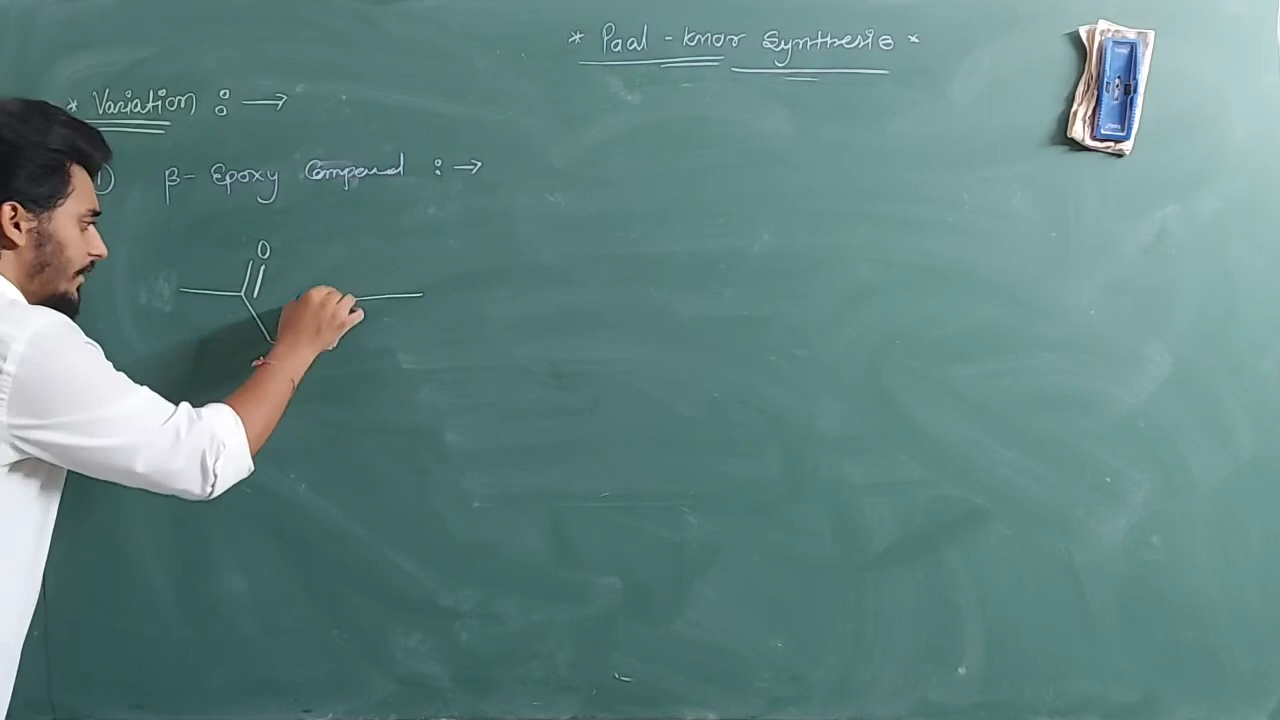 * Paal - knor Synthesis *
* Variation : →
1) β- Epoxy Compound : →
O